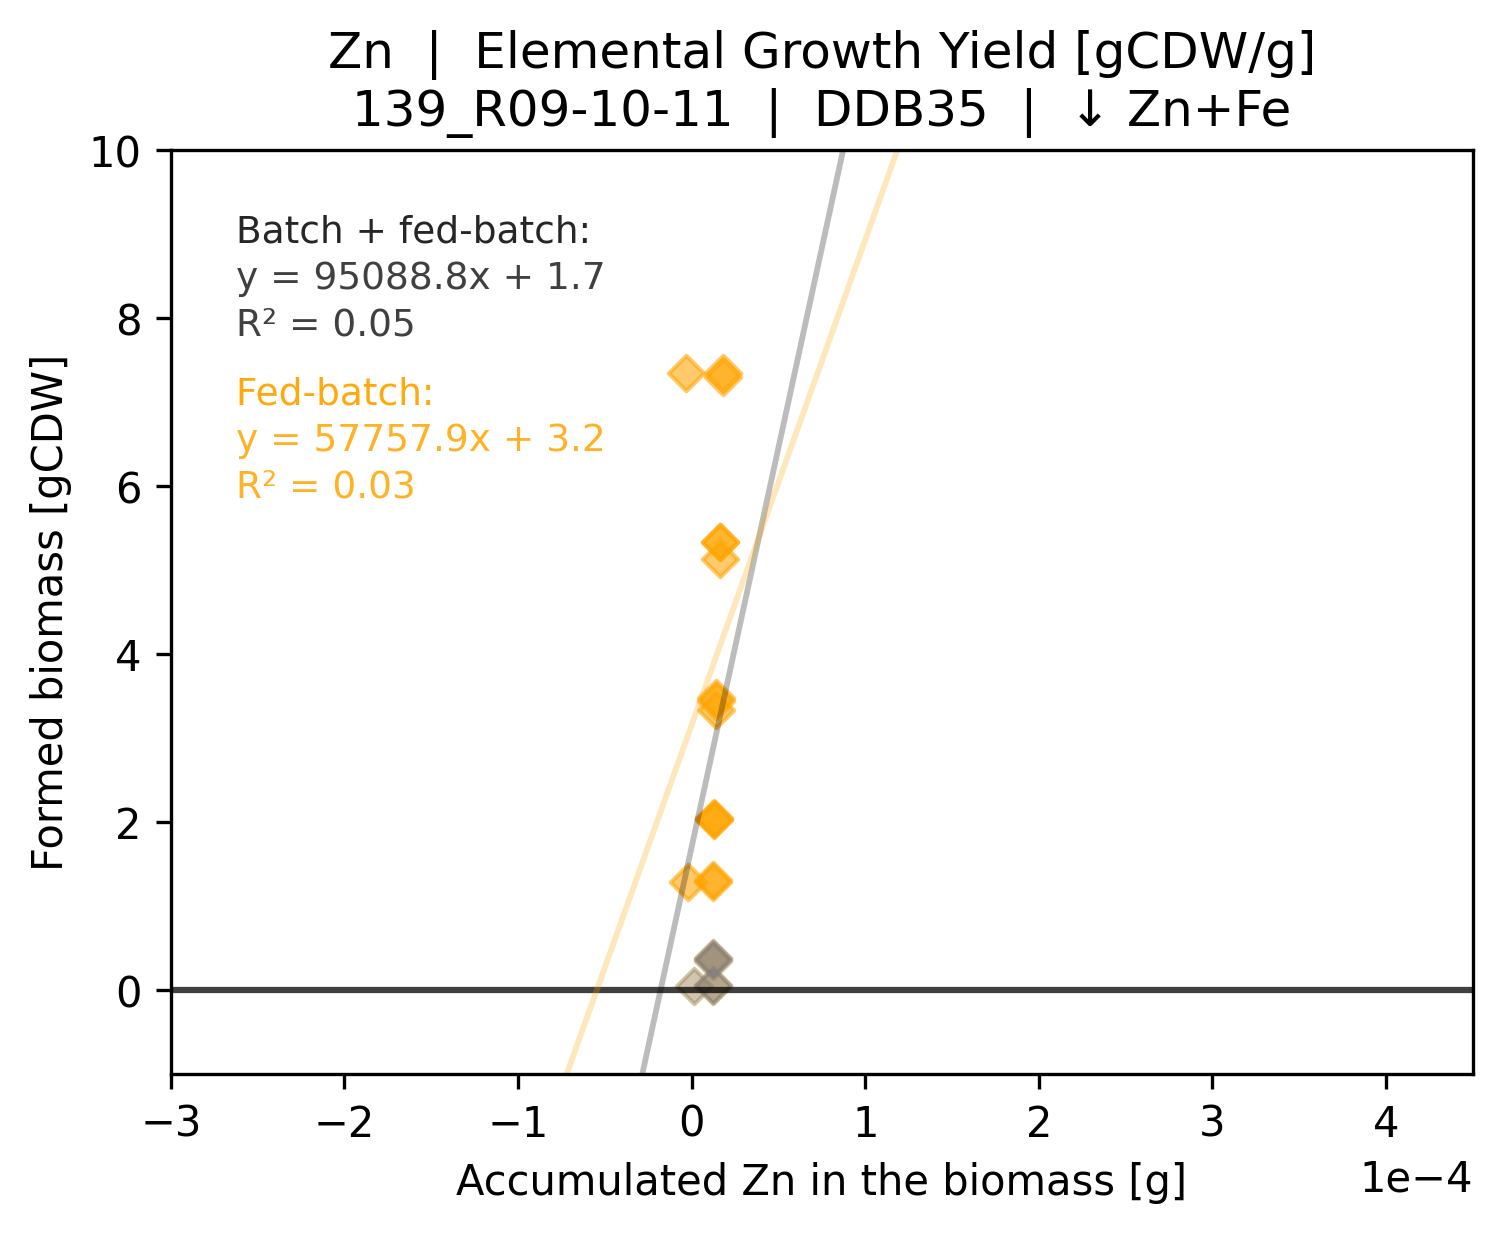 Zn | Elemental Growth Yield [gCDW/g]
139_R09-10-11 | DDB35 | ↓ Zn+Fe
Formed biomass [gCDW]
10
8
6
4
2
0
Batch + fed-batch:
y = 95088.8x + 1.7
R² = 0.05
Fed-batch:
y = 57757.9x + 3.2
R² = 0.03
−3 −2 −1 0 1 2 3 4
Accumulated Zn in the biomass [g]
1e−4